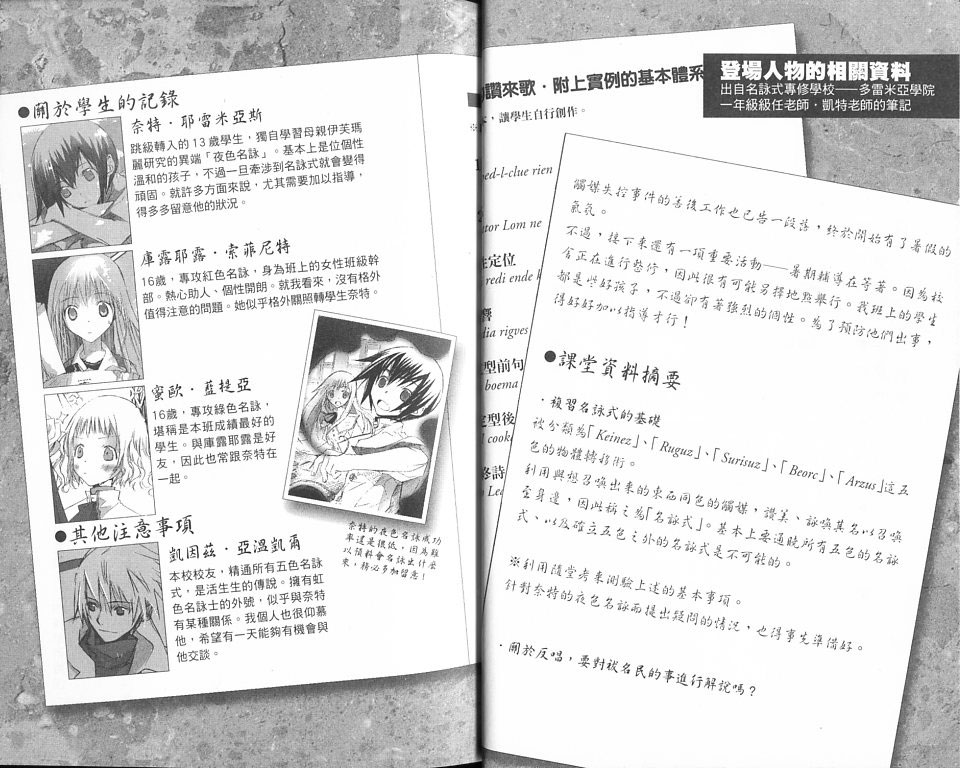 ●關於學生的記錄
奈特・耶雷米亞斯
跳級轉入的13歲學生，獨自學習母親伊芙瑪
麗研究的異端「夜色名詠」。基本上是位個性
溫和的孩子，不過一旦牽涉到名詠式就會變得
頑固。就許多方面來說，尤其需要加以指導，
得多多留意他的狀況。
庫露耶露・索菲尼特
16歲，專攻紅色名詠，身為班上的女性班級幹
部。熱心助人、個性開朗。就我看來，沒有格外
值得注意的問題。她似乎格外關照轉學生奈特。
蜜歐・藍提亞
16歲，專攻綠色名詠，
堪稱是本班成績最好的
學生。與庫露耶露是好
友，因此也常跟奈特在
一起。
奈特的夜色名詠成功
率還是很低，因為難
以預料會名詠出什麼
來，務必多加留意！
●其他注意事項
凱因茲・亞溫凱爾
本校校友，精通所有五色名詠
式，是活生生的傳說。擁有虹
色名詠士的外號，似乎與奈特
有某種關係。我個人也很仰慕
他，希望有一天能夠有機會與
他交談。
登場人物的相關資料
出自名詠式專修學校——多雷米亞學院
一年級級任老師・凱特老師的筆記
讚來歌・附上實例的基本體系
，讓學生自行創作。
ped-l-clue rien
ator Lom ne
性定位
redi ende
dia rigves
型前句
boema
定型後
cook
終詩
Lee
觸媒失控事件的善後工作也已告一段落，終於開始有了暑假的
氣氛。
不過，接下來還有一項重要活動——暑期輔導在等著。因為校
舍正在進行整修，因此很有可能另擇地點舉行。我班上的學生
都是些好孩子，不過卻有著強烈的個性。為了預防他們出事，
得好好加以指導才行！
●課堂資料摘要
・複習名詠式的基礎
被分類為「Keinez」、「Ruguz」、「Surisuz」、「Beorc」、「Arzus」這五
色的物體轉移術。
利用與想召喚出來的東西同色的觸媒，讚美、詠喚其名以召喚
至身邊，因此稱之為「名詠式」。基本上要通曉所有五色的名詠
式、以及確立五色之外的名詠式是不可能的。
※利用隨堂考來測驗上述的基本事項。
針對奈特的夜色名詠而提出疑問的情況，也得事先準備好。
・關於反唱，要對祓名民的事進行解說嗎？